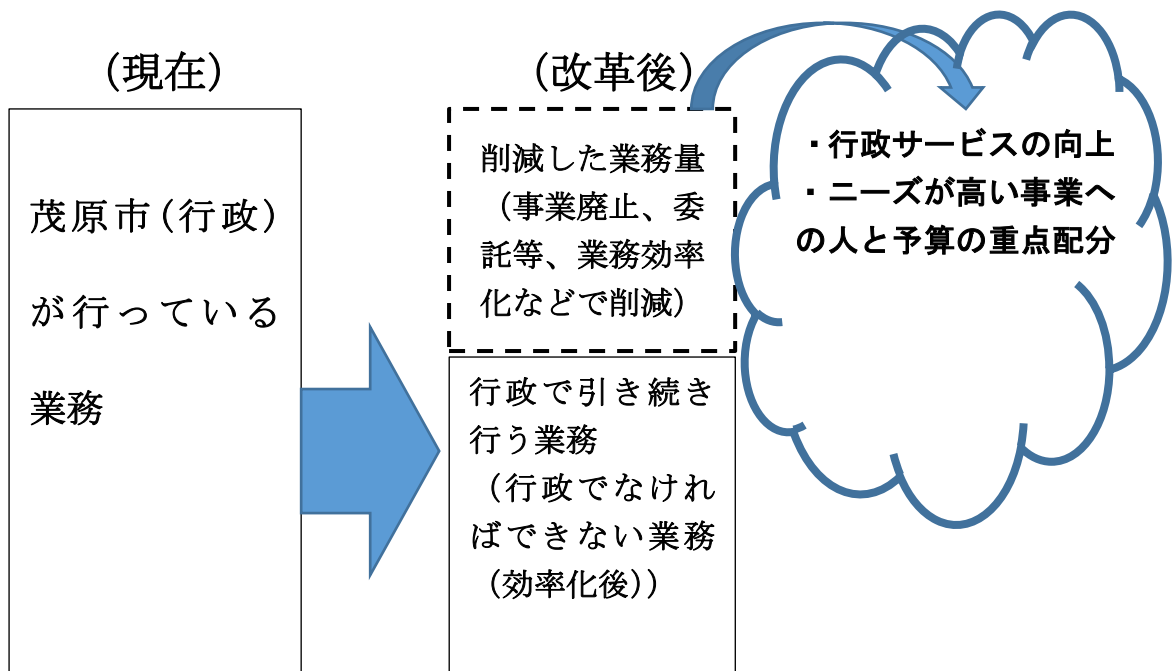 （現在）
茂原市（行政）
が行っている
業務
（改革後）
削減した業務量
（事業廃止、委
託等、業務効率
化などで削減）
行政で引き続き
行う業務
（行政でなけれ
ばできない業務
（効率化後））
・行政サービスの向上
・ニーズが高い事業へ
の人と予算の重点配分